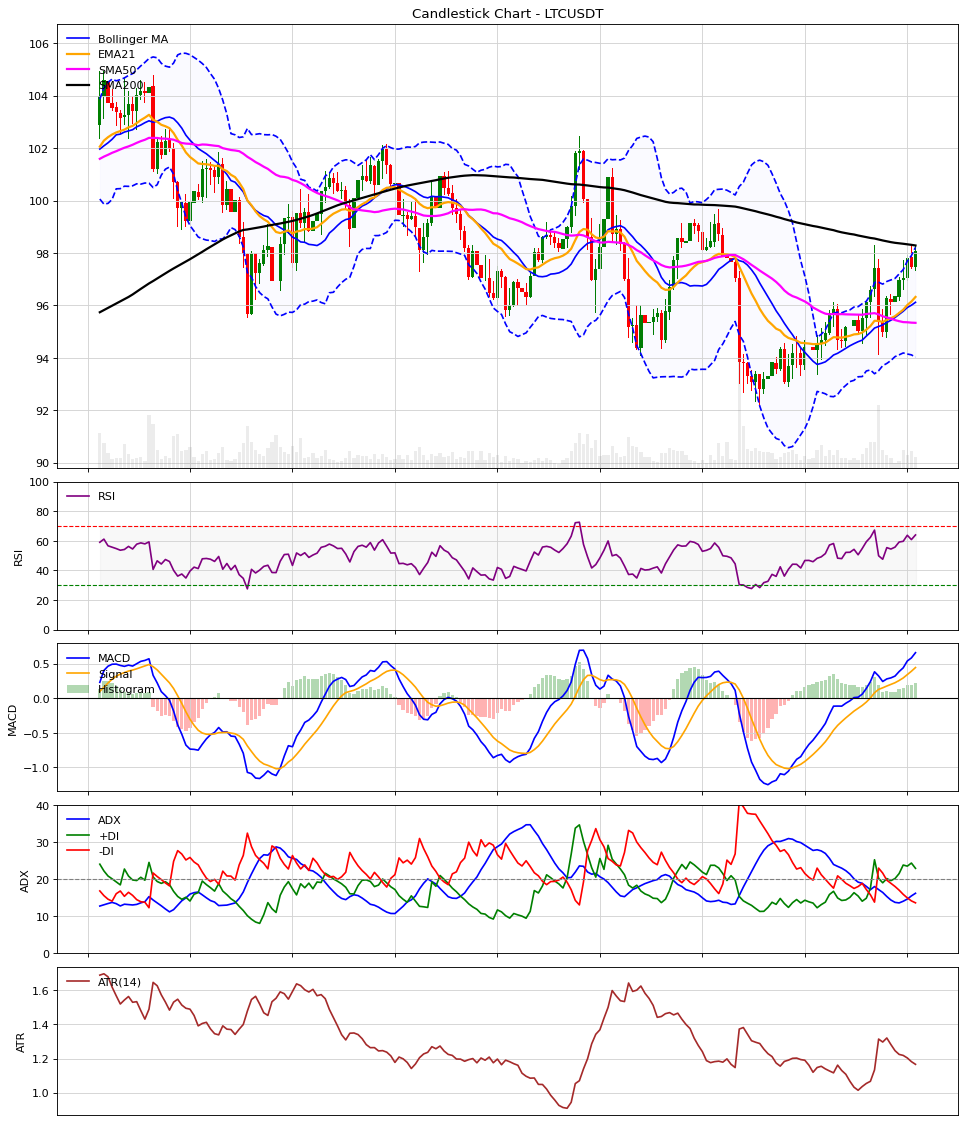 Candlestick Chart - LTCUSDT
106
104
102
100
98
96
94
92
90
Bollinger MA
EMA21
SMA50
SMA200
100
80
60
40
20
0
RSI
RSI
0.5
0.0
−0.5
−1.0
MACD
MACD
Signal
Histogram
40
30
20
10
0
ADX
ADX
+DI
-DI
1.6
1.4
1.2
1.0
ATR
ATR(14)